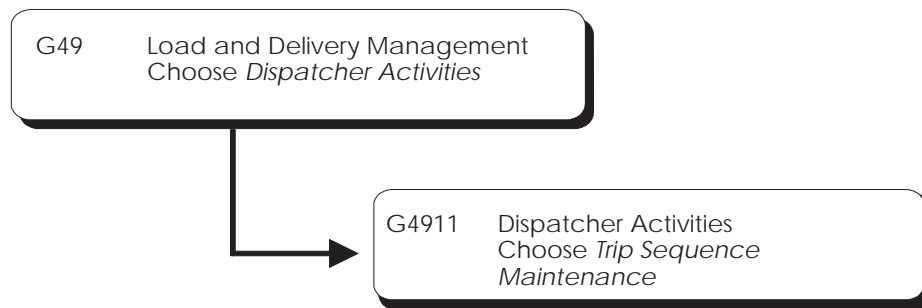 G49 Load and Delivery Management
Choose Dispatcher Activities
G4911 Dispatcher Activities
Choose Trip Sequence
Maintenance